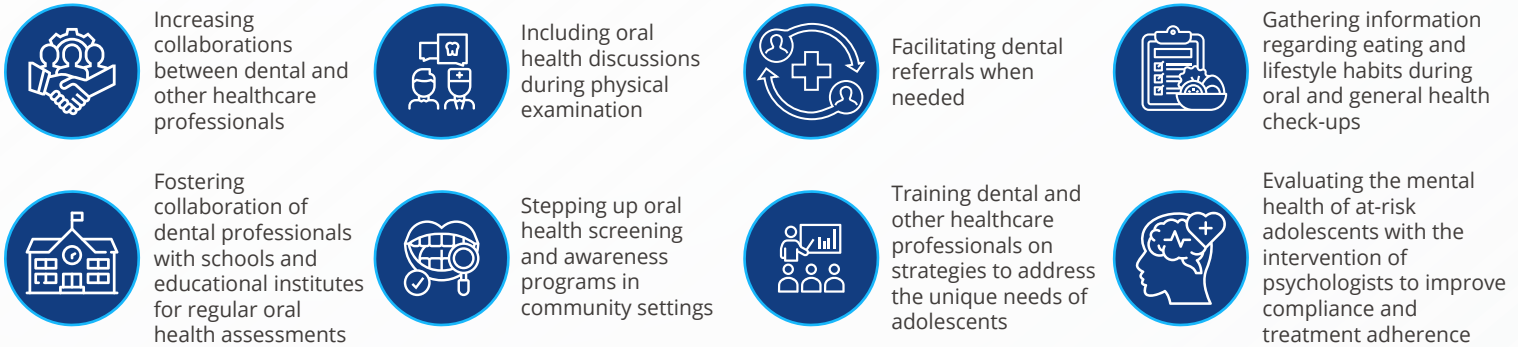 Increasing
collaborations
between dental and
other healthcare
professionals
Including oral
health discussions
during physical
examination
Facilitating dental
referrals when
needed
Gathering information
regarding eating and
lifestyle habits during
oral and general health
check-ups
Fostering
collaboration of
dental professionals
with schools and
educational institutes
for regular oral
health assessments
Stepping up oral
health screening
and awareness
programs in
community settings
Training dental and
other healthcare
professionals on
strategies to address
the unique needs of
adolescents
Evaluating the mental
health of at-risk
adolescents with the
intervention of
psychologists to improve
compliance and
treatment adherence